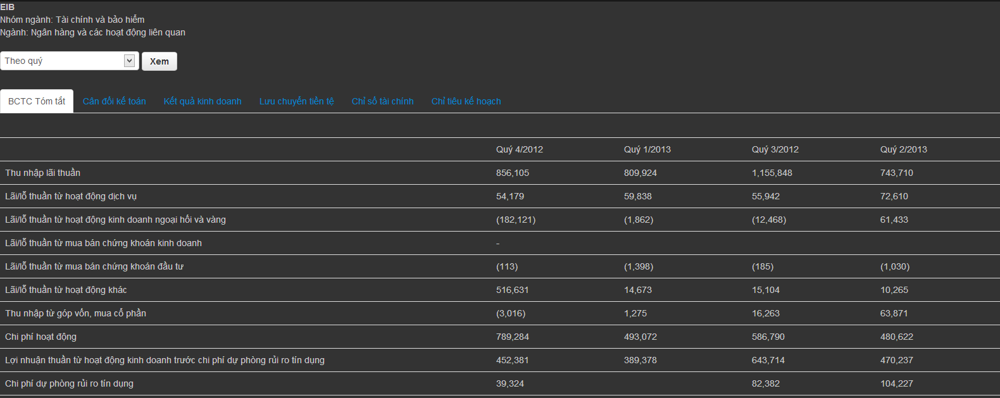 EIB
Nhóm ngành: Tài chính và bảo hiểm
Ngành: Ngân hàng và các hoạt động liên quan
Theo quý Xem
BCTC Tóm tắt Cân đối kế toán Kết quả kinh doanh Lưu chuyển tiền tệ Chỉ số tài chính Chỉ tiêu kế hoạch
Quý 4/2012 Quý 1/2013 Quý 3/2012 Quý 2/2013
Thu nhập lãi thuần 856,105 809,924 1,155,848 743,710
Lãi/lỗ thuần từ hoạt động dịch vụ 54,179 59,838 55,942 72,610
Lãi/lỗ thuần từ hoạt động kinh doanh ngoại hối và vàng (182,121) (1,862) (12,468) 61,433
Lãi/lỗ thuần từ mua bán chứng khoán kinh doanh -
Lãi/lỗ thuần từ mua bán chứng khoán đầu tư (113) (1,398) (185) (1,030)
Lãi/lỗ thuần từ hoạt động khác 516,631 14,673 15,104 10,265
Thu nhập từ góp vốn, mua cổ phần (3,016) 1,275 16,263 63,871
Chi phí hoạt động 789,284 493,072 586,790 480,622
Lợi nhuận thuần từ hoạt động kinh doanh trước chi phí dự phòng rủi ro tín dụng 452,381 389,378 643,714 470,237
Chi phí dự phòng rủi ro tín dụng 39,324 82,382 104,227